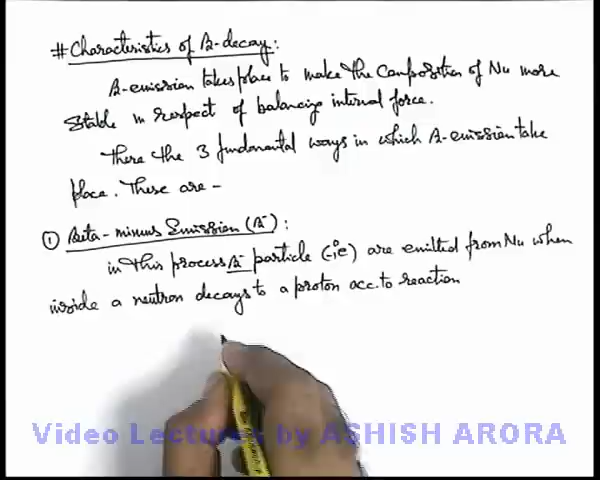 # Characteristics of β-decay :
β-emission takes place to make the Composition of Nu more
stable in respect of balancing internal force.
There the 3 fundamental ways in which β-emission take
place. These are -
① Beta-minus Emission (β⁻) :
in this process β⁻ particle (₋₁⁰e) are emitted from Nu when
inside a neutron decays to a proton acc. to reaction
Video Lectures by ASHISH ARORA